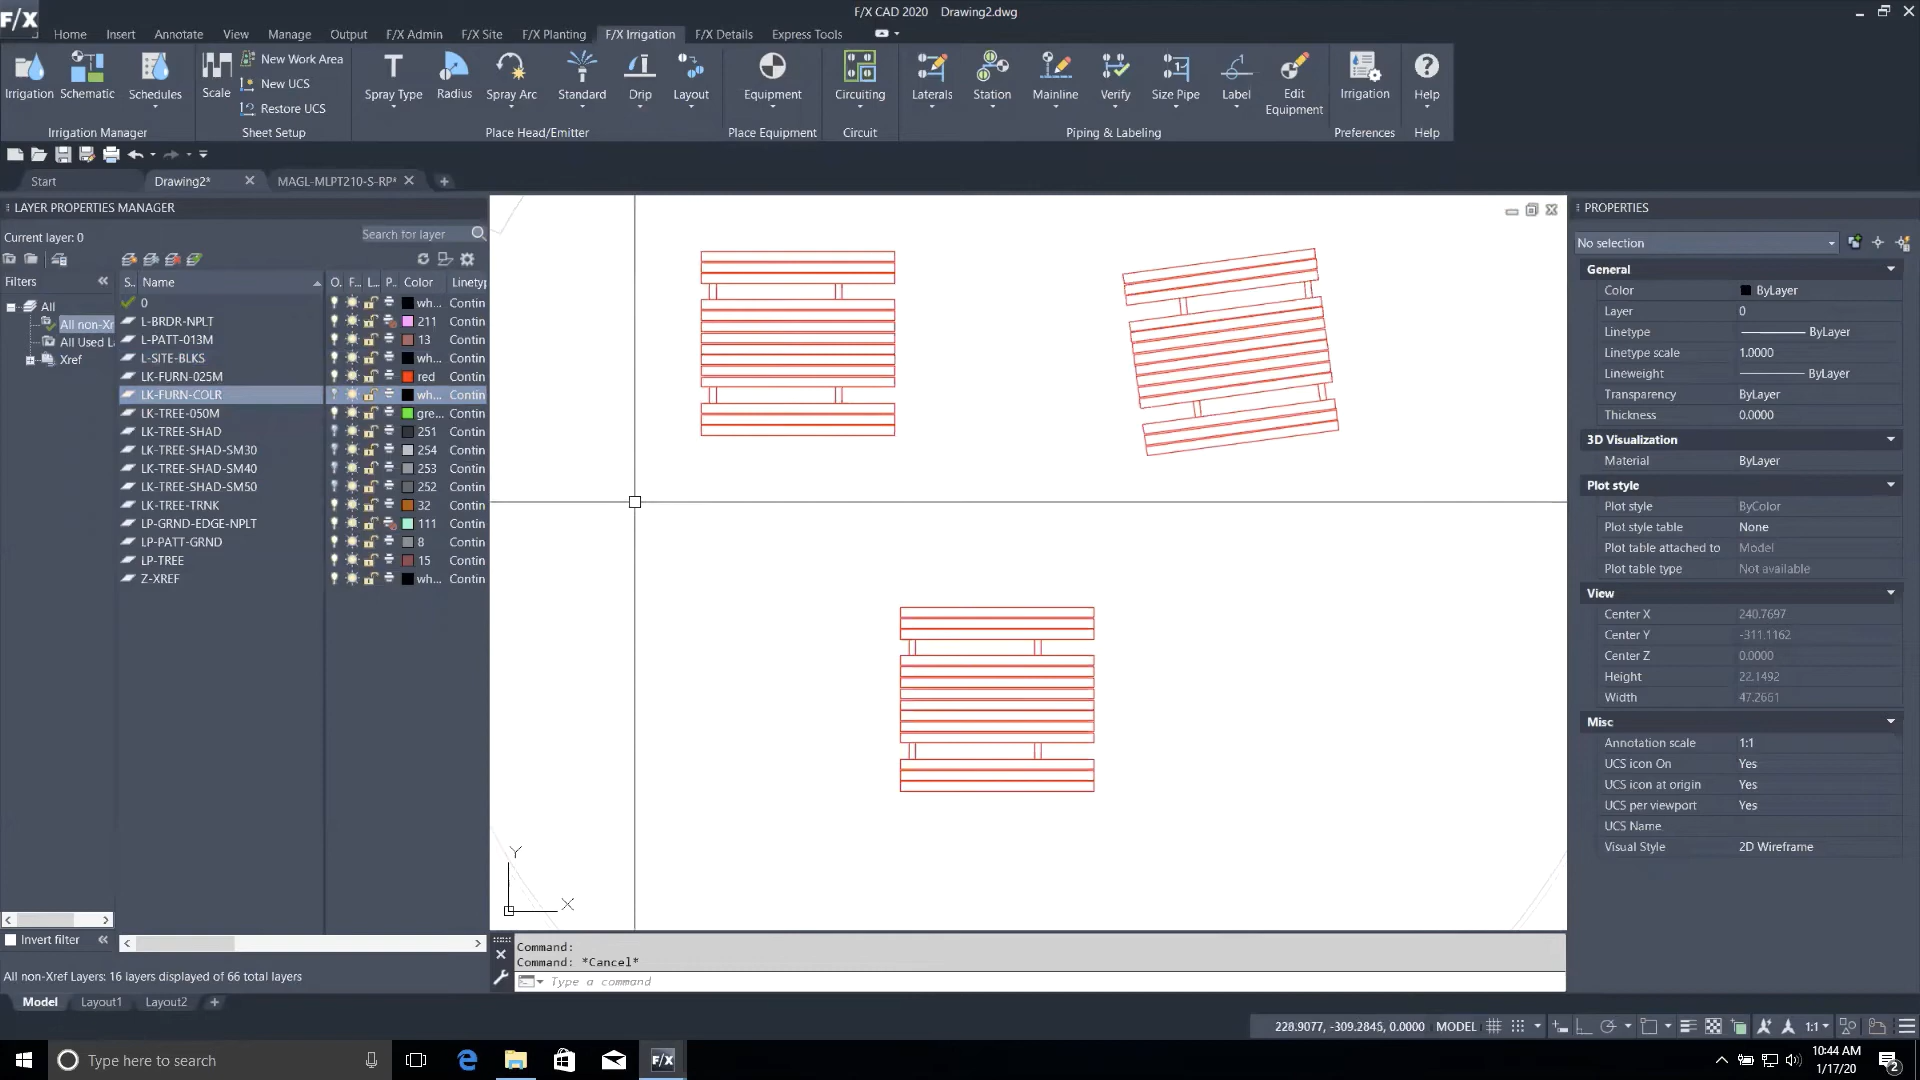 F/X
F/X CAD 2020 Drawing2.dwg
Home Insert Annotate View Manage Output F/X Admin F/X Site F/X Planting F/X Irrigation F/X Details Express Tools
Irrigation Schematic Schedules Scale New Work Area New UCS Restore UCS
Spray Type Radius Spray Arc Standard Drip Layout Equipment Circuiting Laterals Station Mainline Verify Size Pipe Label Edit Equipment Irrigation Help
Irrigation Manager Sheet Setup Place Head/Emitter Place Equipment Circuit Piping & Labeling Preferences Help
Start Drawing2* MAGL-MLPT210-S-RP*
LAYER PROPERTIES MANAGER
Current layer: 0
Search for layer
Filters
All
All non-Xr
All Used L
Xref
S.. Name O. F.. L.. P.. Color Linetyp
0 wh... Contin
L-BRDR-NPLT 211 Contin
L-PATT-013M 13 Contin
L-SITE-BLKS wh... Contin
LK-FURN-025M red Contin
LK-FURN-COLR wh... Contin
LK-TREE-050M gre... Contin
LK-TREE-SHAD 251 Contin
LK-TREE-SHAD-SM30 254 Contin
LK-TREE-SHAD-SM40 253 Contin
LK-TREE-SHAD-SM50 252 Contin
LK-TREE-TRNK 32 Contin
LP-GRND-EDGE-NPLT 111 Contin
LP-PATT-GRND 8 Contin
LP-TREE 15 Contin
Z-XREF wh... Contin
Invert filter
All non-Xref Layers: 16 layers displayed of 66 total layers
Y
X
Command:
Command: *Cancel*
Type a command
PROPERTIES
No selection
General
Color ByLayer
Layer 0
Linetype ByLayer
Linetype scale 1.0000
Lineweight ByLayer
Transparency ByLayer
Thickness 0.0000
3D Visualization
Material ByLayer
Plot style
Plot style ByColor
Plot style table None
Plot table attached to Model
Plot table type Not available
View
Center X 240.7697
Center Y -311.1162
Center Z 0.0000
Height 22.1492
Width 47.2661
Misc
Annotation scale 1:1
UCS icon On Yes
UCS icon at origin Yes
UCS per viewport Yes
UCS Name
Visual Style 2D Wireframe
Model Layout1 Layout2
228.9077, -309.2845, 0.0000 MODEL 1:1
Type here to search
F/X
10:44 AM
1/17/20
2